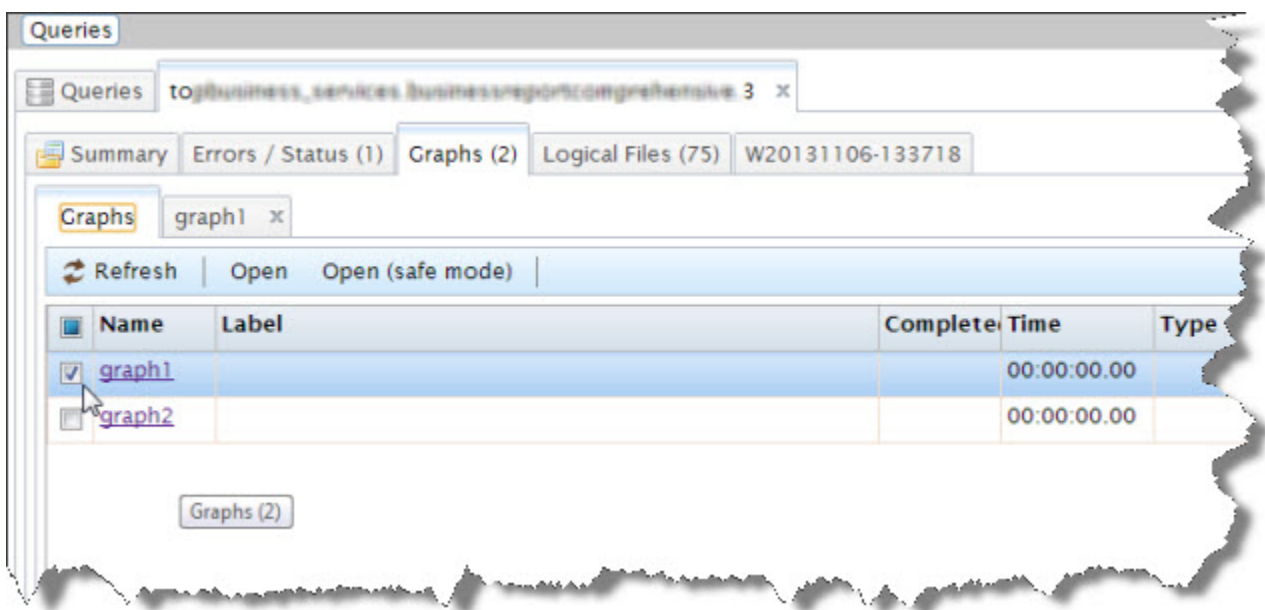 Queries
Queries to 3 x
Summary Errors / Status (1) Graphs (2) Logical Files (75) W20131106-133718
Graphs graph1 x
Refresh Open Open (safe mode)
Name Label Complete Time Type
graph1 00:00:00.00
graph2 00:00:00.00
Graphs (2)